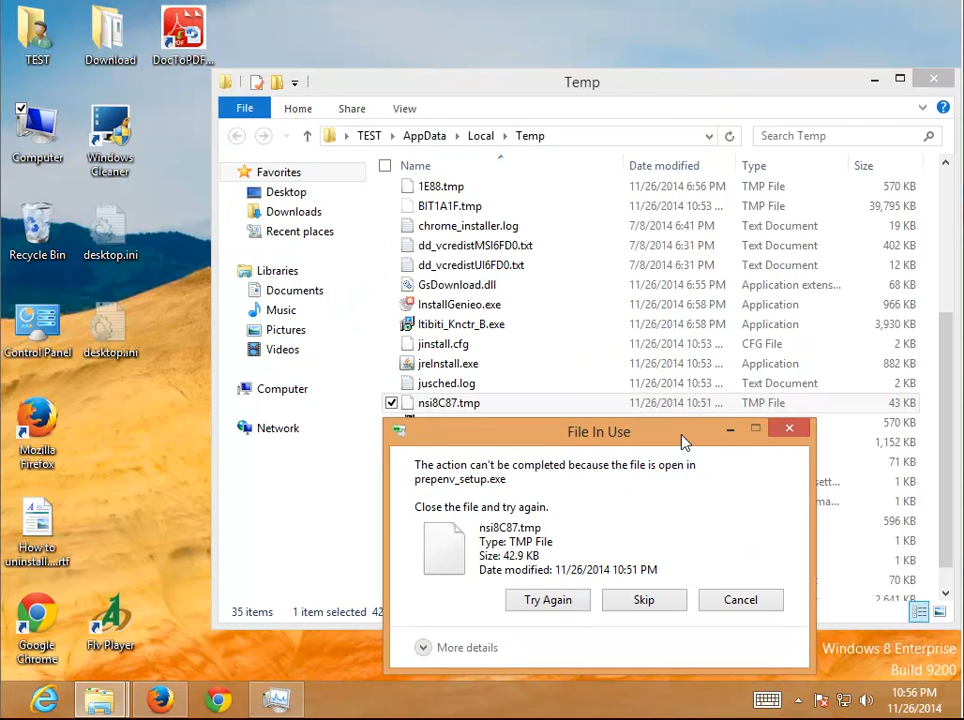 TEST
Download
DocToPDF...
Computer
Windows
Cleaner
Recycle Bin
desktop.ini
Control Panel
desktop.ini
Mozilla
Firefox
How to
uninstall....rtf
Google
Chrome
Flv Player
Temp
File
Home
Share
View
TEST
AppData
Local
Temp
Search Temp
Favorites
Desktop
Downloads
Recent places
Libraries
Documents
Music
Pictures
Videos
Computer
Network
Name
Date modified
Type
Size
1E88.tmp 11/26/2014 6:56 PM TMP File 570 KB
BIT1A1F.tmp 11/26/2014 10:53 ... TMP File 39,795 KB
chrome_installer.log 7/8/2014 6:41 PM Text Document 19 KB
dd_vcredistMSI6FD0.txt 7/8/2014 6:31 PM Text Document 402 KB
dd_vcredistUI6FD0.txt 7/8/2014 6:31 PM Text Document 12 KB
GsDownload.dll 11/26/2014 6:55 PM Application extens... 68 KB
InstallGenieo.exe 11/26/2014 6:58 PM Application 966 KB
Itibiti_Knctr_B.exe 11/26/2014 6:58 PM Application 3,930 KB
jinstall.cfg 11/26/2014 10:53 ... CFG File 2 KB
jreInstall.exe 11/26/2014 10:53 ... Application 882 KB
jusched.log 11/26/2014 10:53 ... Text Document 2 KB
nsi8C87.tmp 11/26/2014 10:51 ... TMP File 43 KB
570 KB
1,152 KB
71 KB
1 KB
1 KB
596 KB
1 KB
1 KB
70 KB
2,641 KB
File In Use
The action can't be completed because the file is open in
prepenv_setup.exe
Close the file and try again.
nsi8C87.tmp
Type: TMP File
Size: 42.9 KB
Date modified: 11/26/2014 10:51 PM
Try Again
Skip
Cancel
More details
35 items
1 item selected 42
Windows 8 Enterprise
Build 9200
10:56 PM
11/26/2014